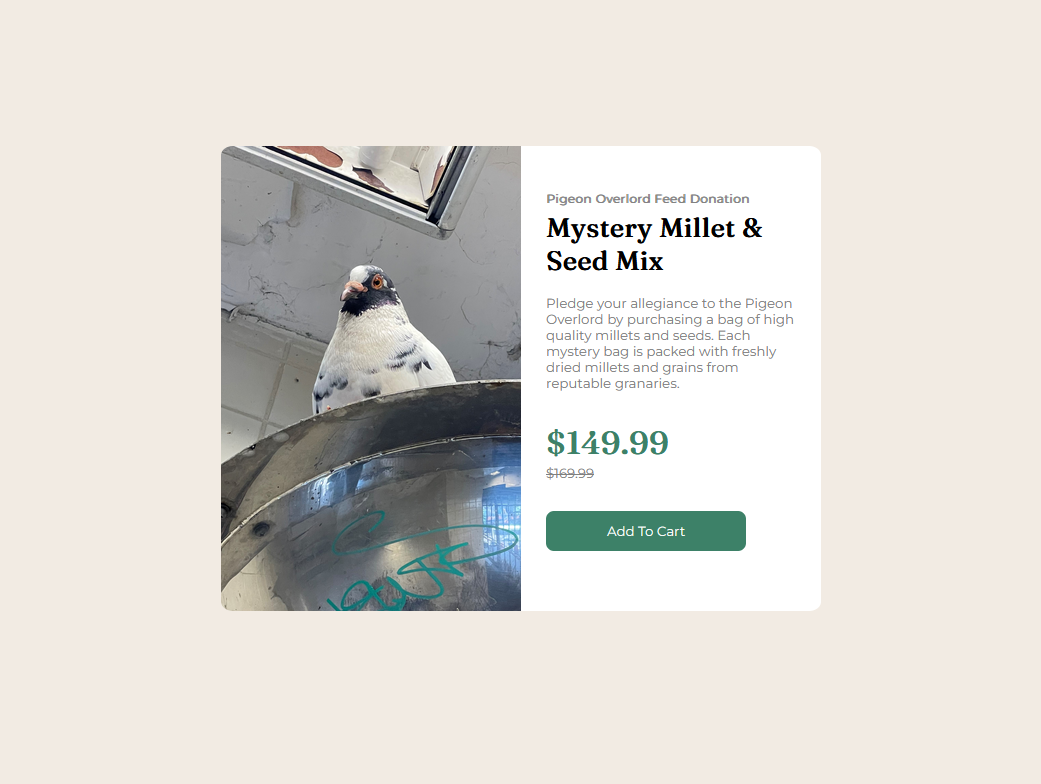 Pigeon Overlord Feed Donation
Mystery Millet &
Seed Mix
Pledge your allegiance to the Pigeon
Overlord by purchasing a bag of high
quality millets and seeds. Each
mystery bag is packed with freshly
dried millets and grains from
reputable granaries.
$149.99
$169.99
Add To Cart